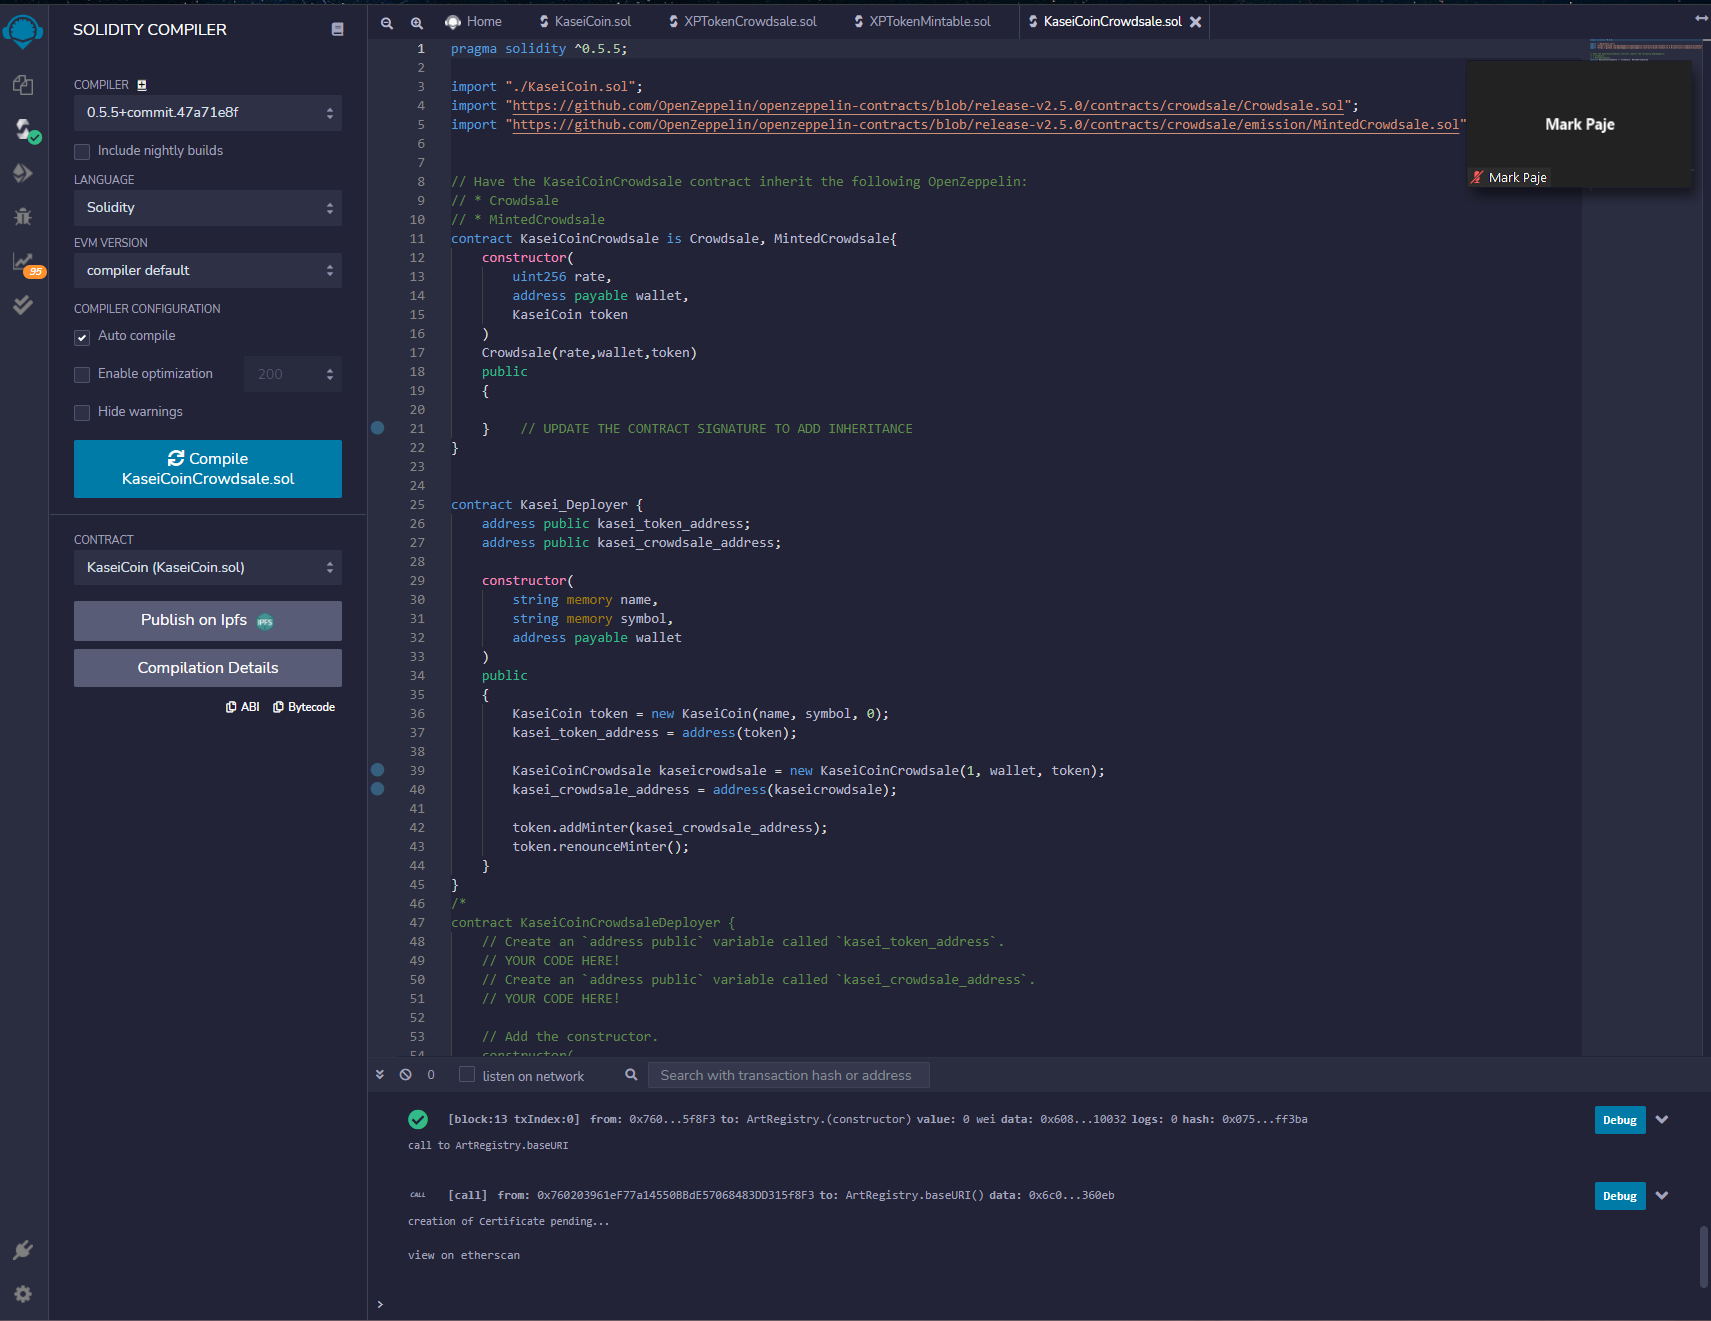 SOLIDITY COMPILER
COMPILER
0.5.5+commit.47a71e8f
Include nightly builds
LANGUAGE
Solidity
EVM VERSION
compiler default
COMPILER CONFIGURATION
Auto compile
Enable optimization 200
Hide warnings
Compile
KaseiCoinCrowdsale.sol
CONTRACT
KaseiCoin (KaseiCoin.sol)
Publish on Ipfs IPFS
Compilation Details
ABI Bytecode
95
Home KaseiCoin.sol XPTokenCrowdsale.sol XPTokenMintable.sol KaseiCoinCrowdsale.sol
1 pragma solidity ^0.5.5;
2
3 import "./KaseiCoin.sol";
4 import "https://github.com/OpenZeppelin/openzeppelin-contracts/blob/release-v2.5.0/contracts/crowdsale/Crowdsale.sol";
5 import "https://github.com/OpenZeppelin/openzeppelin-contracts/blob/release-v2.5.0/contracts/crowdsale/emission/MintedCrowdsale.sol"
6
7
8 // Have the KaseiCoinCrowdsale contract inherit the following OpenZeppelin:
9 // * Crowdsale
10 // * MintedCrowdsale
11 contract KaseiCoinCrowdsale is Crowdsale, MintedCrowdsale{
12 constructor(
13 uint256 rate,
14 address payable wallet,
15 KaseiCoin token
16 )
17 Crowdsale(rate,wallet,token)
18 public
19 {
20
21 } // UPDATE THE CONTRACT SIGNATURE TO ADD INHERITANCE
22 }
23
24
25 contract Kasei_Deployer {
26 address public kasei_token_address;
27 address public kasei_crowdsale_address;
28
29 constructor(
30 string memory name,
31 string memory symbol,
32 address payable wallet
33 )
34 public
35 {
36 KaseiCoin token = new KaseiCoin(name, symbol, 0);
37 kasei_token_address = address(token);
38
39 KaseiCoinCrowdsale kaseicrowdsale = new KaseiCoinCrowdsale(1, wallet, token);
40 kasei_crowdsale_address = address(kaseicrowdsale);
41
42 token.addMinter(kasei_crowdsale_address);
43 token.renounceMinter();
44 }
45 }
46 /*
47 contract KaseiCoinCrowdsaleDeployer {
48 // Create an `address public` variable called `kasei_token_address`.
49 // YOUR CODE HERE!
50 // Create an `address public` variable called `kasei_crowdsale_address`.
51 // YOUR CODE HERE!
52
53 // Add the constructor.
54 constructor(
Mark Paje
Mark Paje
0 listen on network Search with transaction hash or address
[block:13 txIndex:0] from: 0x760...5f8F3 to: ArtRegistry.(constructor) value: 0 wei data: 0x608...10032 logs: 0 hash: 0x075...ff3ba Debug
call to ArtRegistry.baseURI
CALL [call] from: 0x760203961eF77a14550BBdE57068483DD315f8F3 to: ArtRegistry.baseURI() data: 0x6c0...360eb Debug
creation of Certificate pending...
view on etherscan
>